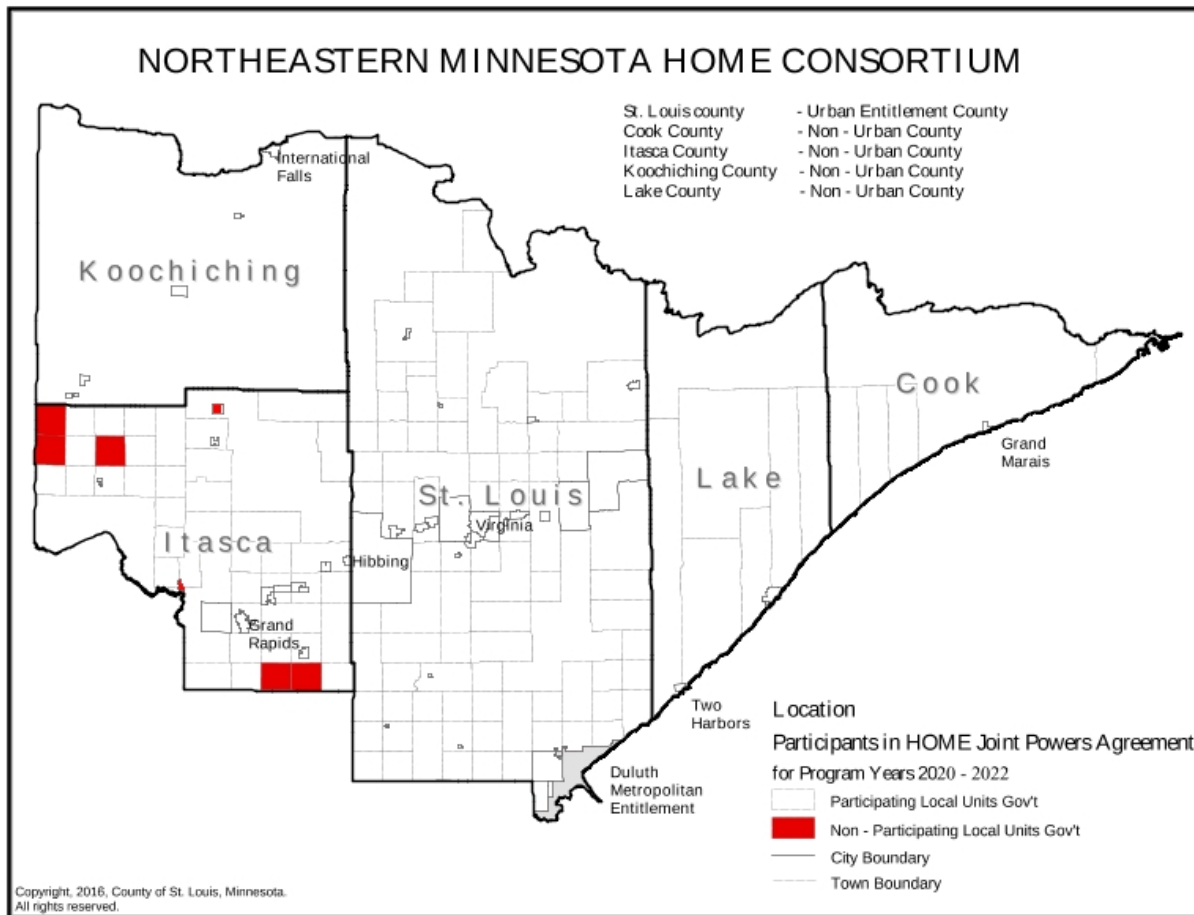 NORTHEASTERN MINNESOTA HOME CONSORTIUM
St. Louis county - Urban Entitlement County
Cook County - Non - Urban County
Itasca County - Non - Urban County
Koochiching County - Non - Urban County
Lake County - Non - Urban County
International
Falls
Koochiching
Cook
Grand
Marais
Lake
St. Louis
Virginia
Itasca
Hibbing
Grand
Rapids
Two
Harbors
Duluth
Metropolitan
Entitlement
Location
Participants in HOME Joint Powers Agreement
for Program Years 2020 - 2022
Participating Local Units Gov't
Non - Participating Local Units Gov't
City Boundary
Town Boundary
Copyright, 2016, County of St. Louis, Minnesota.
All rights reserved.